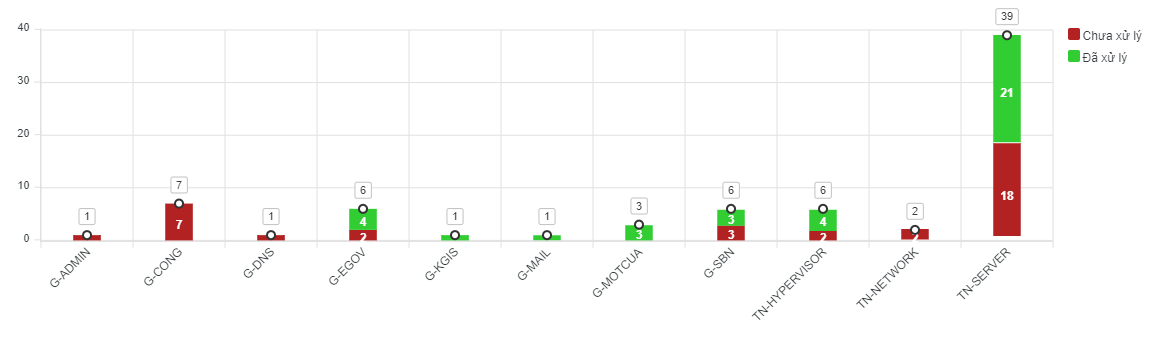 39
40
Chưa xử lý
Đã xử lý
30
21
20
7
18
10
6
6
6
3
2
1
1
1
1
7
4
3
4
3
3
2
2
2
0
G-ADMIN
G-CONG
G-DNS
G-EGOV
G-KGIS
G-MAIL
G-MOTCUA
G-SBN
TN-HYPERVISOR
TN-NETWORK
TN-SERVER